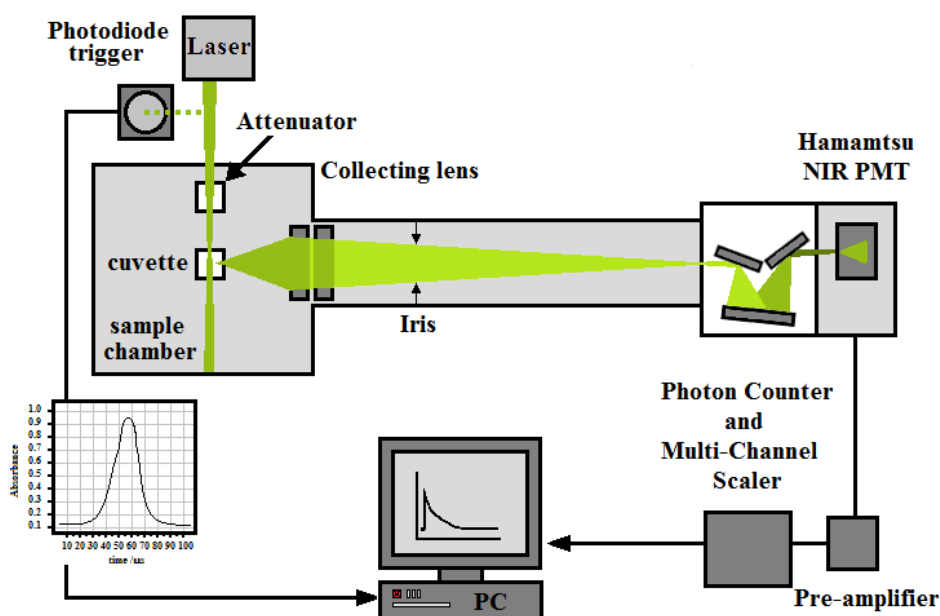 Photodiode
trigger
Laser
Attenuator
Collecting lens
Hamamtsu
NIR PMT
cuvette
sample
chamber
Iris
Photon Counter
and
Multi-Channel
Scaler
Absorbance
1.0
0.9
0.8
0.7
0.6
0.5
0.4
0.3
0.2
0.1
10 20 30 40 50 60 70 80 90 100
time /us
PC
Pre-amplifier